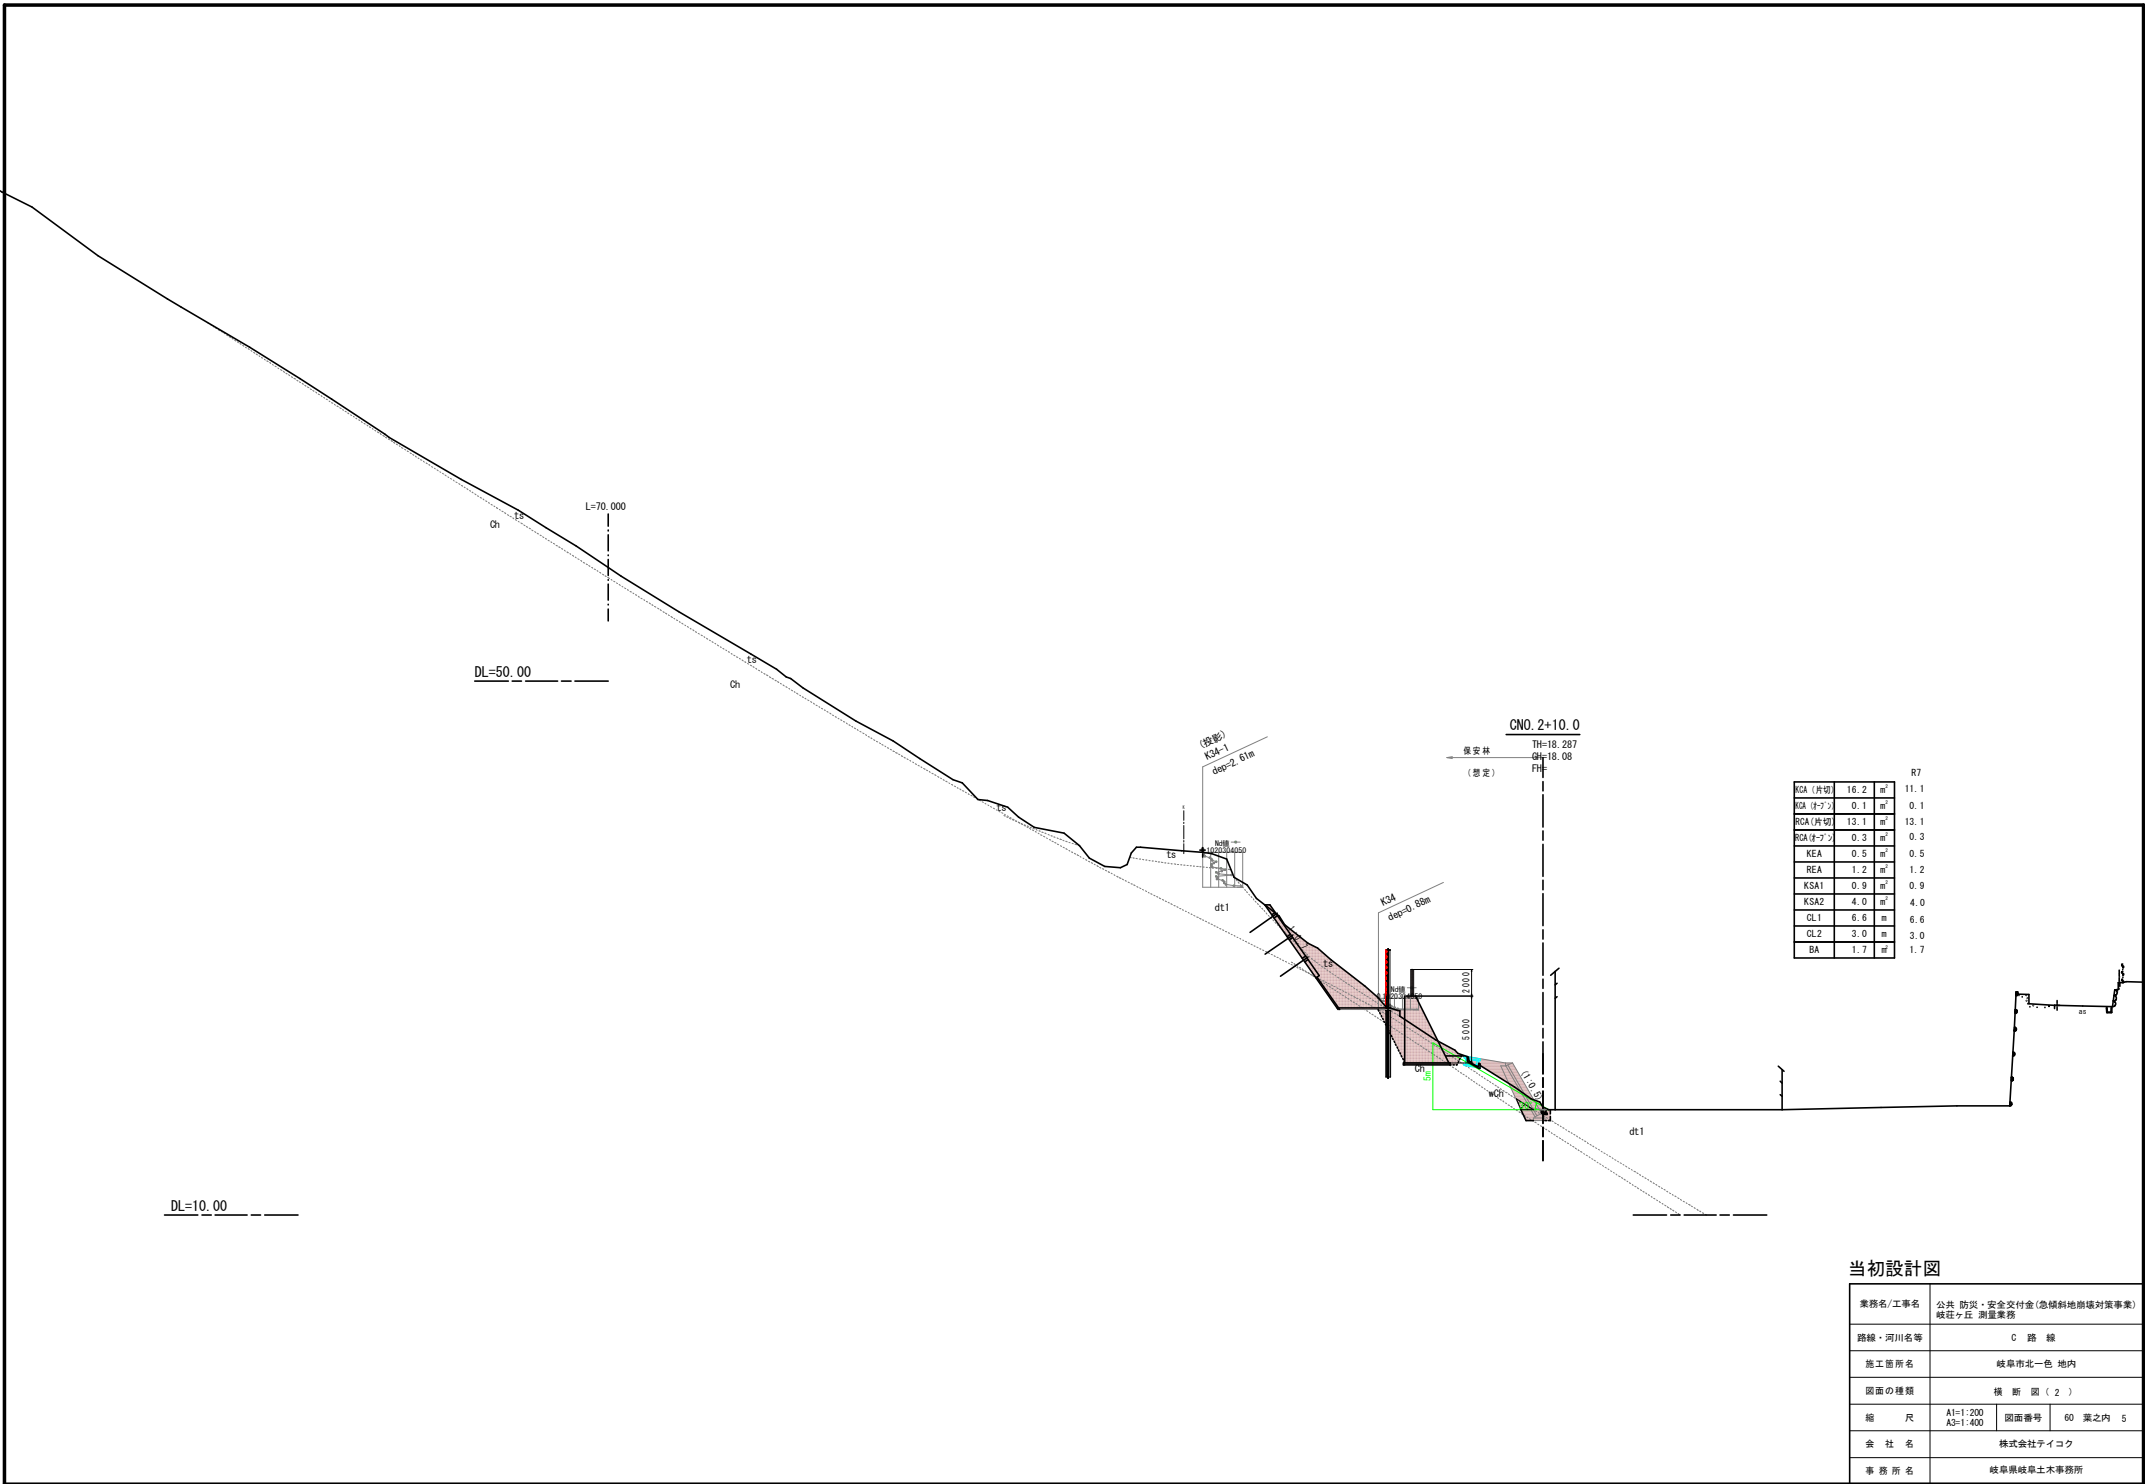 L=70.000
ts
Ch
DL=50.00
ts
Ch
ts
(投影)
K34-1
dep=2.61m
Nd値
1020304050
ts
dt1
K34
dep=0.88m
ts
Nd値
2000
5000
Ch
5m
wCh
dt1
CNO.2+10.0
TH=18.287
GH=18.08
FH=
保安林
(想定)
R7
KCA (片切) 16.2 m² 11.1
KCA (オープン) 0.1 m² 0.1
RCA(片切) 13.1 m² 13.1
RCA(オープン) 0.3 m² 0.3
KEA 0.5 m² 0.5
REA 1.2 m² 1.2
KSA1 0.9 m² 0.9
KSA2 4.0 m² 4.0
CL1 6.6 m 6.6
CL2 3.0 m 3.0
BA 1.7 ㎡ 1.7
as
DL=10.00
当初設計図
業務名/工事名 公共 防災・安全交付金(急傾斜地崩壊対策事業)
岐荘ヶ丘 測量業務
路線・河川名等 C 路 線
施工箇所名 岐阜市北一色 地内
図面の種類 横 断 図 ( 2 )
縮 尺 A1=1:200
A3=1:400
図面番号 60 葉之内 5
会 社 名 株式会社テイコク
事 務 所 名 岐阜県岐阜土木事務所